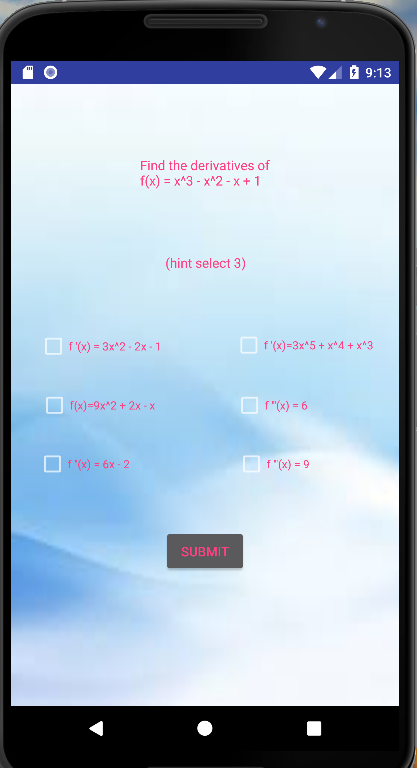 9:13
Find the derivatives of
f(x) = x^3 - x^2 - x + 1
(hint select 3)
f '(x) = 3x^2 - 2x - 1
f '(x)=3x^5 + x^4 + x^3
f(x)=9x^2 + 2x - x
f '''(x) = 6
f ''(x) = 6x - 2
f ''(x) = 9
SUBMIT